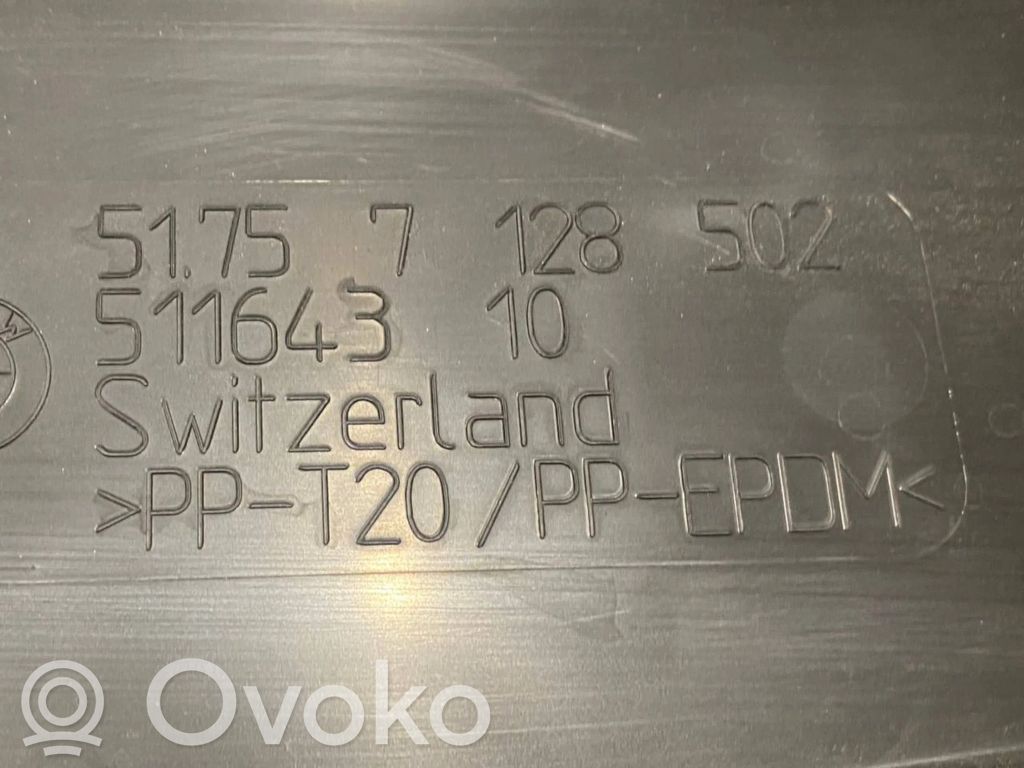 51.75 7 128 502
511643 10
Switzerland
>PP-T20/PP-EPDM<
Ovoko